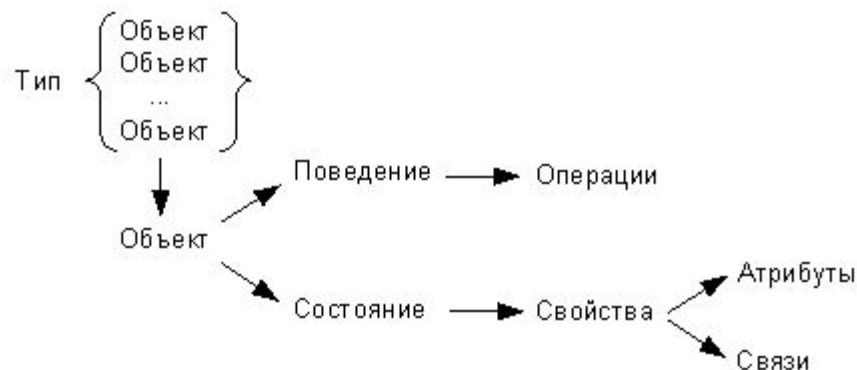 Объект
Объект
Тип
...
Объект
Поведение
Операции
Объект
Атрибуты
Состояние
Свойства
Связи